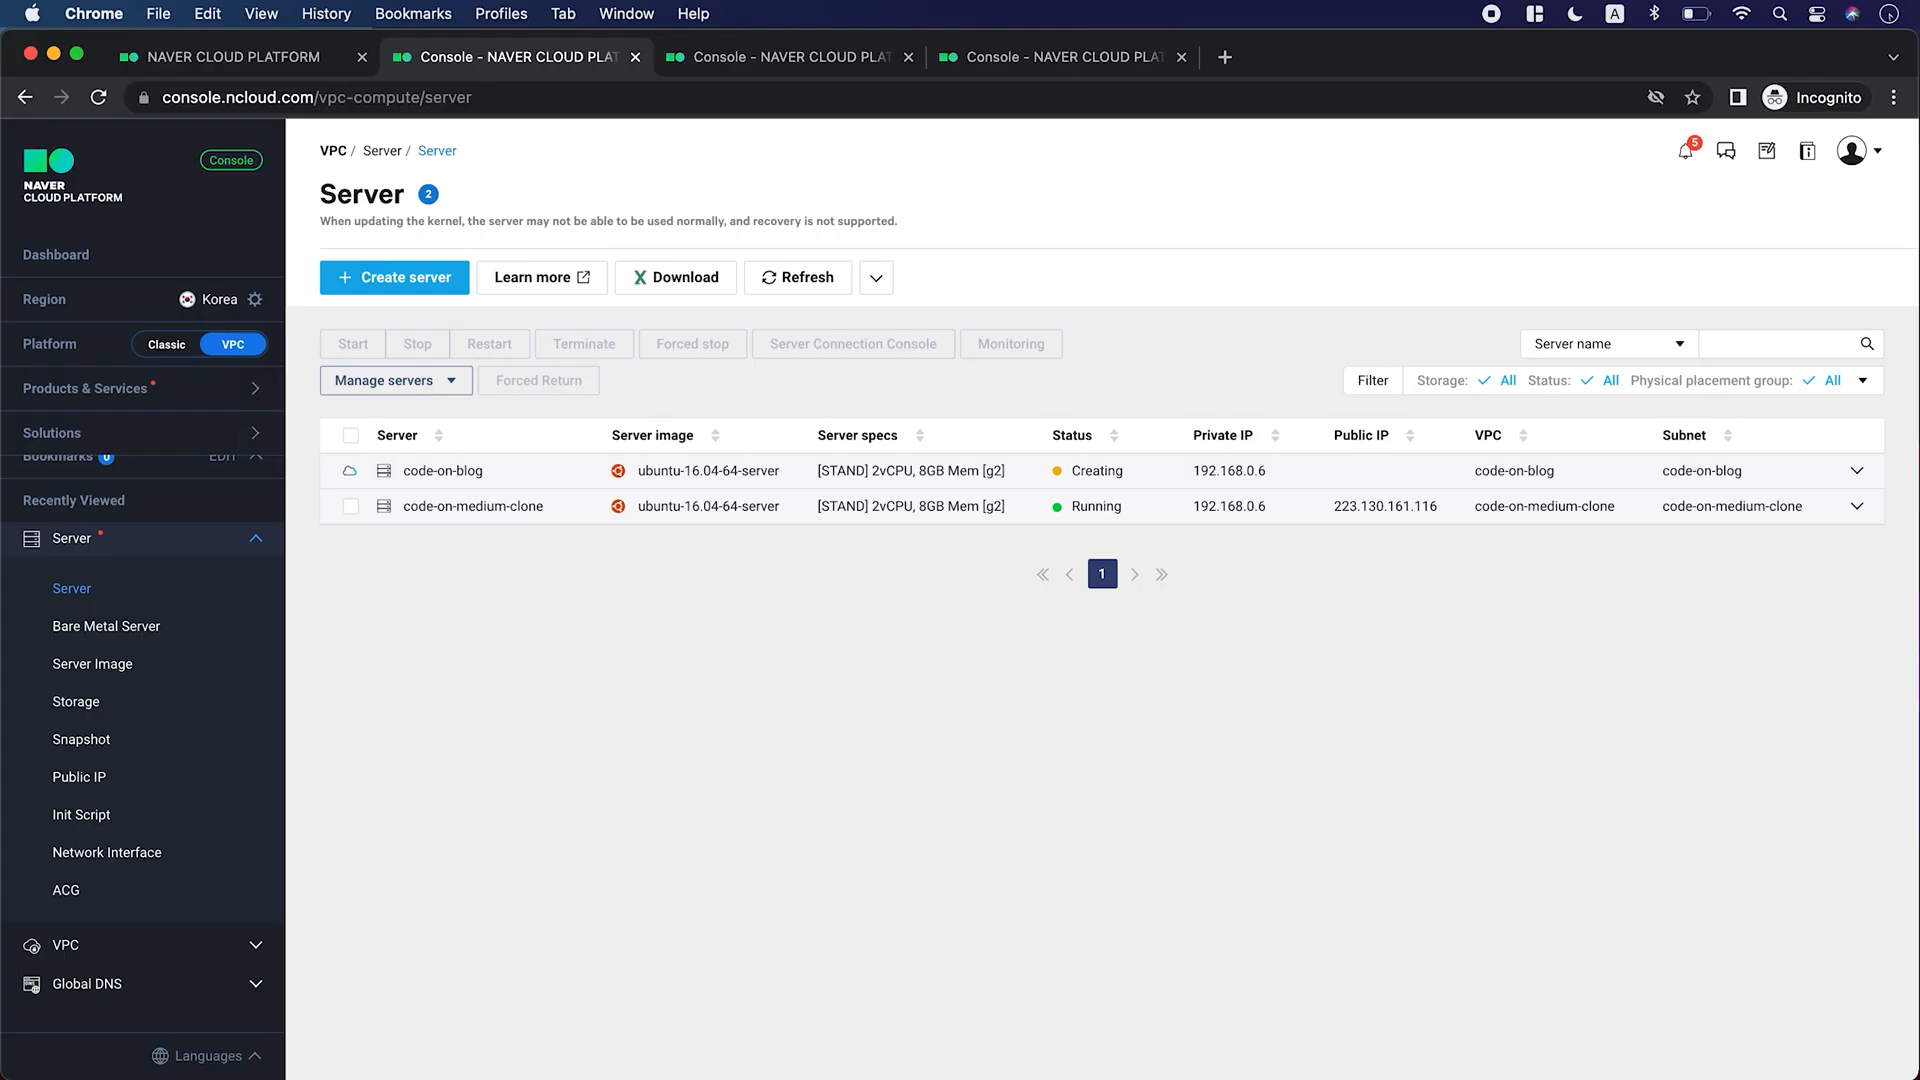 Chrome File Edit View History Bookmarks Profiles Tab Window Help A
NAVER CLOUD PLATFORM Console - NAVER CLOUD PLAT Console - NAVER CLOUD PLAT Console - NAVER CLOUD PLAT
console.ncloud.com/vpc-compute/server Incognito
NAVER
CLOUD PLATFORM
Console
Dashboard
Region Korea
Platform Classic VPC
Products & Services
Solutions
Bookmarks 0 EDIT
Recently Viewed
Server
Server
Bare Metal Server
Server Image
Storage
Snapshot
Public IP
Init Script
Network Interface
ACG
VPC
Global DNS
Languages
VPC / Server / Server
5
Server 2
When updating the kernel, the server may not be able to be used normally, and recovery is not supported.
+ Create server Learn more Download Refresh
Start Stop Restart Terminate Forced stop Server Connection Console Monitoring Server name
Manage servers Forced Return Filter Storage: All Status: All Physical placement group: All
Server Server image Server specs Status Private IP Public IP VPC Subnet
code-on-blog ubuntu-16.04-64-server [STAND] 2vCPU, 8GB Mem [g2] Creating 192.168.0.6 code-on-blog code-on-blog
code-on-medium-clone ubuntu-16.04-64-server [STAND] 2vCPU, 8GB Mem [g2] Running 192.168.0.6 223.130.161.116 code-on-medium-clone code-on-medium-clone
1